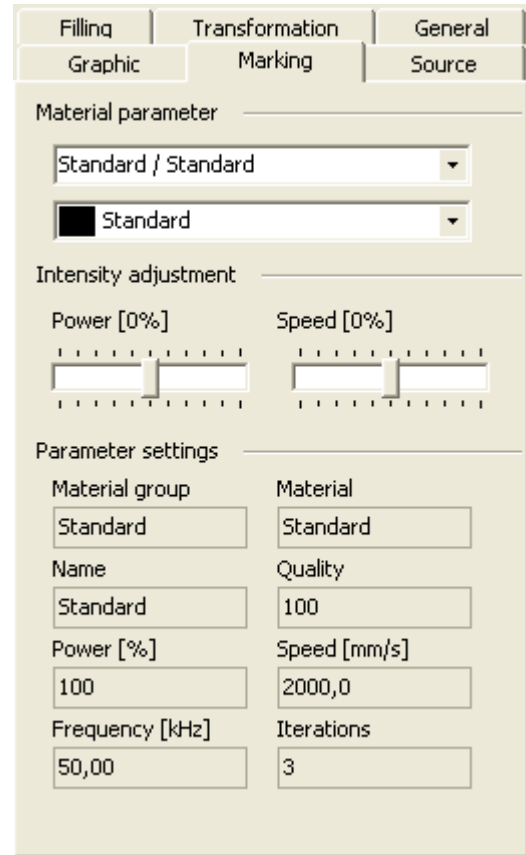 Filling Transformation General
Graphic Marking Source
Material parameter
Standard / Standard
Standard
Intensity adjustment
Power [0%] Speed [0%]
Parameter settings
Material group Material
Standard Standard
Name Quality
Standard 100
Power [%] Speed [mm/s]
100 2000,0
Frequency [kHz] Iterations
50,00 3